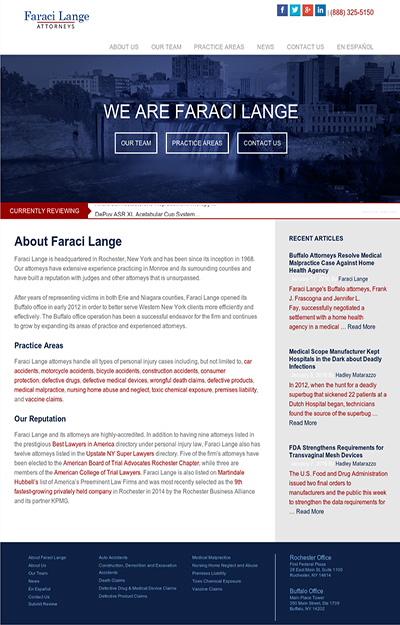 Faraci Lange
ATTORNEYS
| (888) 325-5150
ABOUT US OUR TEAM PRACTICE AREAS NEWS CONTACT US EN ESPAÑOL
WE ARE FARACI LANGE
OUR TEAM PRACTICE AREAS CONTACT US
CURRENTLY REVIEWING
DePuy ASR XL Acetabular Cup System...
About Faraci Lange
Faraci Lange is headquartered in Rochester, New York and has been since its inception in 1968.
Our attorneys have extensive experience practicing in Monroe and its surrounding counties and
have built a reputation with judges and other attorneys that is unsurpassed.
After years of representing victims in both Erie and Niagara counties, Faraci Lange opened its
Buffalo office in early 2012 in order to better serve Western New York clients more efficiently and
effectively. The Buffalo office operation has been a successful endeavor for the firm and continues
to grow by expanding its areas of practice and experienced attorneys.
Practice Areas
Faraci Lange attorneys handle all types of personal injury cases including, but not limited to, car
accidents, motorcycle accidents, bicycle accidents, construction accidents, consumer
protection, defective drugs, defective medical devices, wrongful death claims, defective products,
medical malpractice, nursing home abuse and neglect, toxic chemical exposure, premises liability,
and vaccine claims.
Our Reputation
Faraci Lange and its attorneys are highly-accredited. In addition to having nine attorneys listed in
the prestigious Best Lawyers in America directory under personal injury law, Faraci Lange also has
twelve attorneys listed in the Upstate NY Super Lawyers directory. Five of the firm's attorneys have
been elected to the American Board of Trial Advocates Rochester Chapter, while three are
members of the American College of Trial Lawyers. Faraci Lange is also listed on Martindale
Hubbell's list of America's Preeminent Law Firms and was most recently selected as the 9th
fastest-growing privately held company in Rochester in 2014 by the Rochester Business Alliance
and its partner KPMG.
RECENT ARTICLES
Buffalo Attorneys Resolve Medical
Malpractice Case Against Home
Health Agency
by Faraci Lange
Faraci Lange's Buffalo attorneys,
Frank J. Frascogna and Jennifer L.
Fay, successfully negotiated a
settlement with a home health
agency in a medical ... Read More
Medical Scope Manufacturer Kept
Hospitals in the Dark about Deadly
Infections
by Hadley Matarazzo
In 2012, when the hunt for a deadly
superbug that sickened 22 patients at a
Dutch Hospital began, technicians
found the source of the superbug ...
Read More
FDA Strengthens Requirements for
Transvaginal Mesh Devices
by Hadley Matarazzo
The U.S. Food and Drug Administration
issued two final orders to
manufacturers and the public this week
to strengthen the data requirements for
... Read More
About Faraci Lange
About Us
Our Team
News
En Español
Contact Us
Submit Review
Auto Accidents
Construction, Demolition and Excavation
Accidents
Death Claims
Defective Drug & Medical Device Claims
Defective Product Claims
Medical Malpractice
Nursing Home Neglect and Abuse
Premises Liability
Toxic Chemical Exposure
Vaccine Claims
Rochester Office
First Federal Plaza
28 East Main St, Suite 1100
Rochester, NY 14614
Buffalo Office
Main Place Tower
350 Main Street, Ste 1709
Buffalo, NY 14202